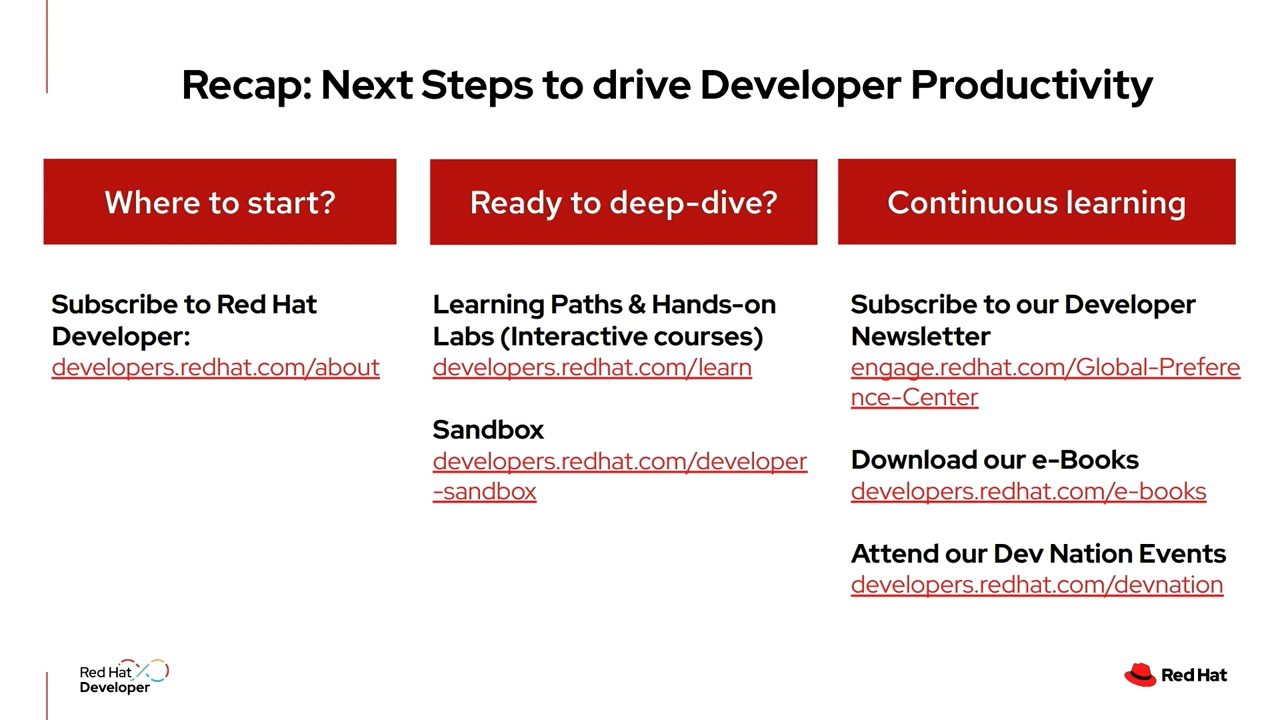 Recap: Next Steps to drive Developer Productivity
Where to start?
Subscribe to Red Hat
Developer:
developers.redhat.com/about
Ready to deep-dive?
Learning Paths & Hands-on
Labs (Interactive courses)
developers.redhat.com/learn
Sandbox
developers.redhat.com/developer
-sandbox
Continuous learning
Subscribe to our Developer
Newsletter
engage.redhat.com/Global-Prefere
nce-Center
Download our e-Books
developers.redhat.com/e-books
Attend our Dev Nation Events
developers.redhat.com/devnation
Red Hat
Developer
Red Hat